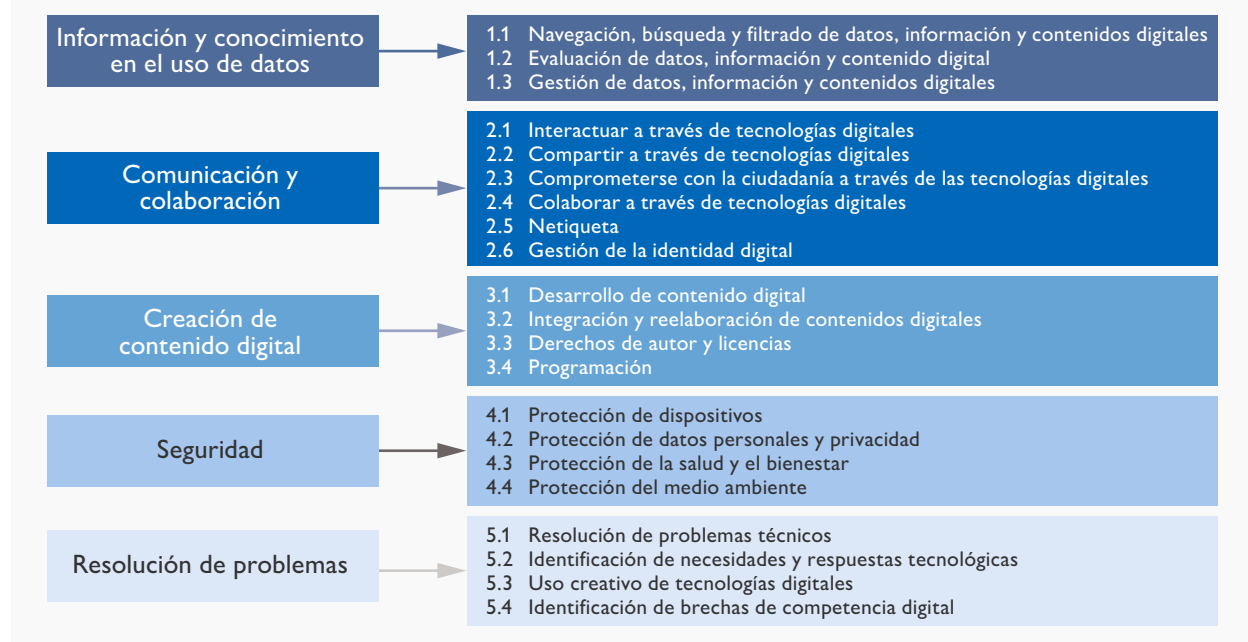 Información y conocimiento
en el uso de datos
1.1 Navegación, búsqueda y filtrado de datos, información y contenidos digitales
1.2 Evaluación de datos, información y contenido digital
1.3 Gestión de datos, información y contenidos digitales
Comunicación y
colaboración
2.1 Interactuar a través de tecnologías digitales
2.2 Compartir a través de tecnologías digitales
2.3 Comprometerse con la ciudadanía a través de las tecnologías digitales
2.4 Colaborar a través de tecnologías digitales
2.5 Netiqueta
2.6 Gestión de la identidad digital
Creación de
contenido digital
3.1 Desarrollo de contenido digital
3.2 Integración y reelaboración de contenidos digitales
3.3 Derechos de autor y licencias
3.4 Programación
Seguridad
4.1 Protección de dispositivos
4.2 Protección de datos personales y privacidad
4.3 Protección de la salud y el bienestar
4.4 Protección del medio ambiente
Resolución de problemas
5.1 Resolución de problemas técnicos
5.2 Identificación de necesidades y respuestas tecnológicas
5.3 Uso creativo de tecnologías digitales
5.4 Identificación de brechas de competencia digital